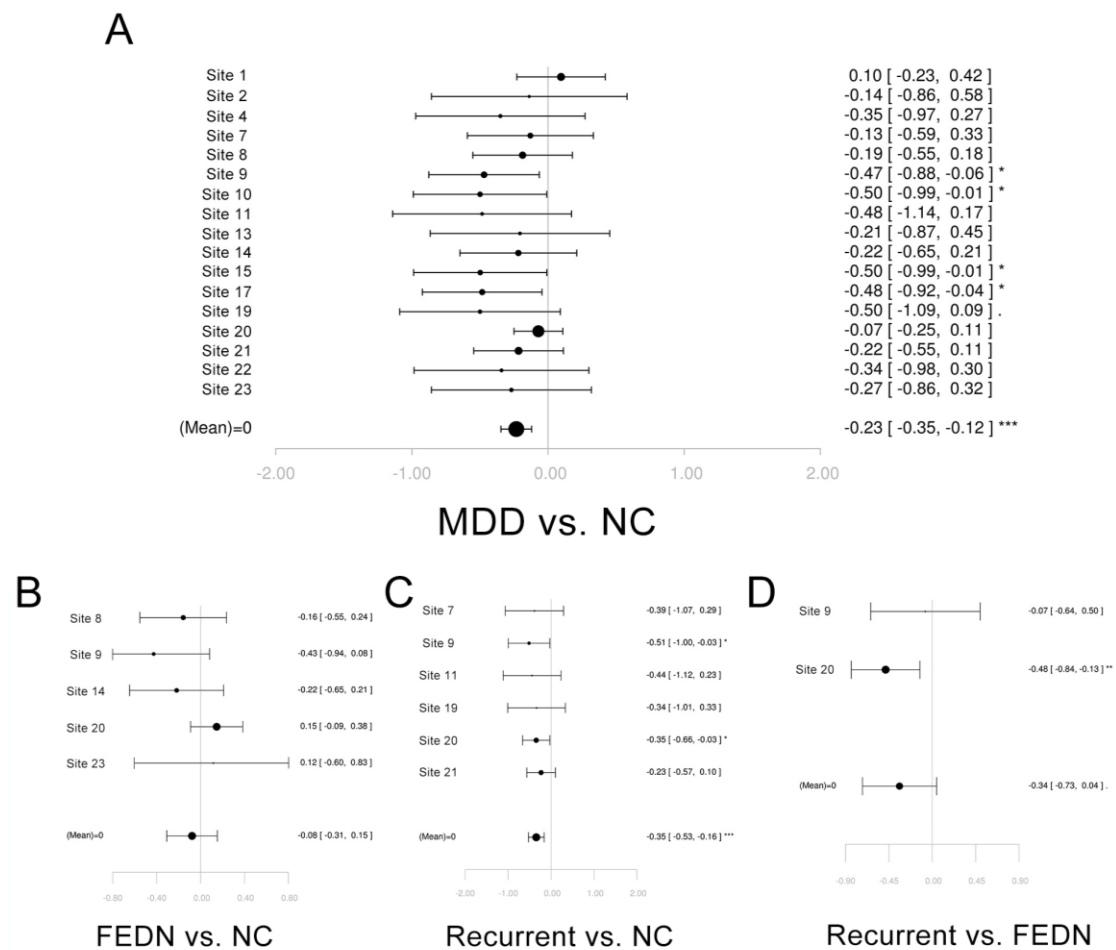 A
Site 1 0.10 [ -0.23, 0.42 ]
Site 2 -0.14 [ -0.86, 0.58 ]
Site 4 -0.35 [ -0.97, 0.27 ]
Site 7 -0.13 [ -0.59, 0.33 ]
Site 8 -0.19 [ -0.55, 0.18 ]
Site 9 -0.47 [ -0.88, -0.06 ] *
Site 10 -0.50 [ -0.99, -0.01 ] *
Site 11 -0.48 [ -1.14, 0.17 ]
Site 13 -0.21 [ -0.87, 0.45 ]
Site 14 -0.22 [ -0.65, 0.21 ]
Site 15 -0.50 [ -0.99, -0.01 ] *
Site 17 -0.48 [ -0.92, -0.04 ] *
Site 19 -0.50 [ -1.09, 0.09 ] .
Site 20 -0.07 [ -0.25, 0.11 ]
Site 21 -0.22 [ -0.55, 0.11 ]
Site 22 -0.34 [ -0.98, 0.30 ]
Site 23 -0.27 [ -0.86, 0.32 ]
(Mean)=0 -0.23 [ -0.35, -0.12 ] ***
-2.00 -1.00 0.00 1.00 2.00
MDD vs. NC
B
Site 8 -0.16 [ -0.55, 0.24 ]
Site 9 -0.43 [ -0.94, 0.08 ]
Site 14 -0.22 [ -0.65, 0.21 ]
Site 20 0.15 [ -0.09, 0.38 ]
Site 23 0.12 [ -0.60, 0.83 ]
(Mean)=0 -0.08 [ -0.31, 0.15 ]
-0.80 -0.40 0.00 0.40 0.80
FEDN vs. NC
C
Site 7 -0.39 [ -1.07, 0.29 ]
Site 9 -0.51 [ -1.00, -0.03 ] *
Site 11 -0.44 [ -1.12, 0.23 ]
Site 19 -0.34 [ -1.01, 0.33 ]
Site 20 -0.35 [ -0.66, -0.03 ] *
Site 21 -0.23 [ -0.57, 0.10 ]
(Mean)=0 -0.35 [ -0.53, -0.16 ] ***
-2.00 -1.00 0.00 1.00 2.00
Recurrent vs. NC
D
Site 9 -0.07 [ -0.64, 0.50 ]
Site 20 -0.48 [ -0.84, -0.13 ] **
(Mean)=0 -0.34 [ -0.73, 0.04 ] .
-0.90 -0.45 0.00 0.90
Recurrent vs. FEDN